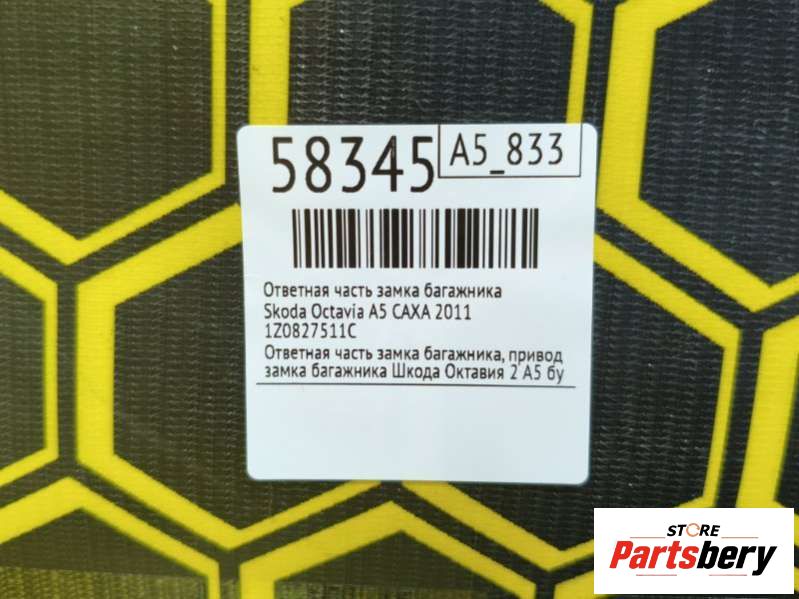 58345
A5_833
Ответная часть замка багажника
Skoda Octavia A5 CAXA 2011
1Z0827511C
Ответная часть замка багажника, привод
замка багажника Шкода Октавия 2 А5 бу
STORE
Partsbery